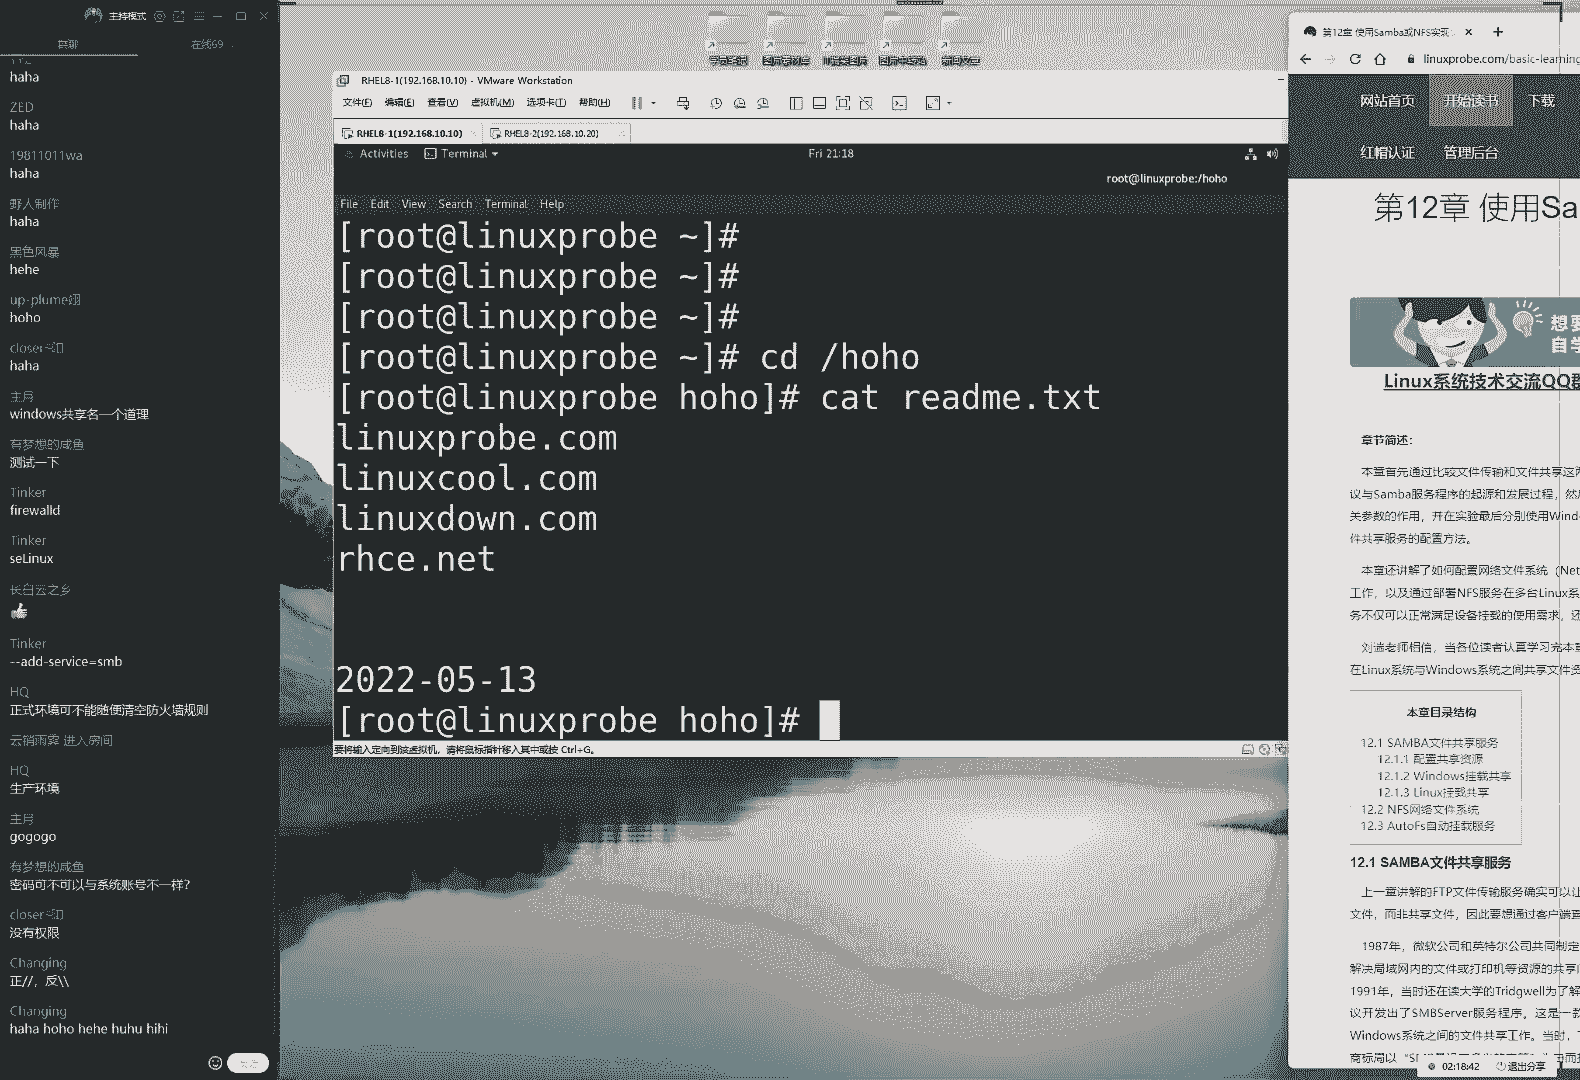 主持模式
群聊
在线69
haha
ZED
haha
19811011wa
haha
野人制作
haha
黑色风暴
hehe
up-plume翊
hoho
haha
主月
windows共享名一个道理
有梦想的咸鱼
测试一下
Tinker
firewalld
Tinker
seLinux
长白云之乡
Tinker
--add-service=smb
HQ
正式环境可不能随便清空防火墙规则
云销雨霁 进入房间
HQ
生产环境
主月
gogogo
有梦想的咸鱼
密码可不可以与系统账号不一样?
没有权限
Changing
正//，反\\
Changing
haha hoho hehe huhu hihi
RHEL8-1(192.168.10.10) - VMware Workstation
文件(F) 编辑(E) 查看(V) 虚拟机(M) 选项卡(T) 帮助(H)
RHEL8-1(192.168.10.10)
RHEL8-2(192.168.10.20)
Activities
Terminal
Fri 21:18
root@linuxprobe:/hoho
File Edit View Search Terminal Help
[root@linuxprobe ~]#
[root@linuxprobe ~]#
[root@linuxprobe ~]#
[root@linuxprobe ~]# cd /hoho
[root@linuxprobe hoho]# cat readme.txt
linuxprobe.com
linuxcool.com
linuxdown.com
rhce.net
2022-05-13
[root@linuxprobe hoho]#
要将输入定向到该虚拟机，请将鼠标指针移入其中或按 Ctrl+G。
第12章 使用Samba或NFS实现
linuxprobe.com/basic-learning
网站首页 开始读书 下载
红帽认证 管理后台
第12章 使用Sa
想要
自学
Linux系统技术交流QQ群
章节简述：
本章首先通过比较文件传输和文件共享这两
议与Samba服务程序的起源和发展过程，然后
关参数的作用，并在实验最后分别使用Windo
件共享服务的配置方法。
本章还讲解了如何配置网络文件系统（Net
工作，以及通过部署NFS服务在多台Linux系
务不仅可以正常满足设备挂载的使用需求，还
刘遄老师相信，当各位读者认真学习完本章
在Linux系统与Windows系统之间共享文件资
本章目录结构
12.1 SAMBA文件共享服务
12.1.1 配置共享资源
12.1.2 Windows挂载共享
12.1.3 Linux挂载共享
12.2 NFS网络文件系统
12.3 AutoFs自动挂载服务
12.1 SAMBA文件共享服务
上一章讲解的FTP文件传输服务确实可以让
文件，而非共享文件，因此要想通过客户端直
1987年，微软公司和英特尔公司共同制定
解决局域网内的文件或打印机等资源的共享问
1991年，当时还在读大学的Tridgwell为了解
议开发出了SMBServer服务程序，这是一款
Windows系统之间的文件共享工作。当时，T
02:18:42 退出分享